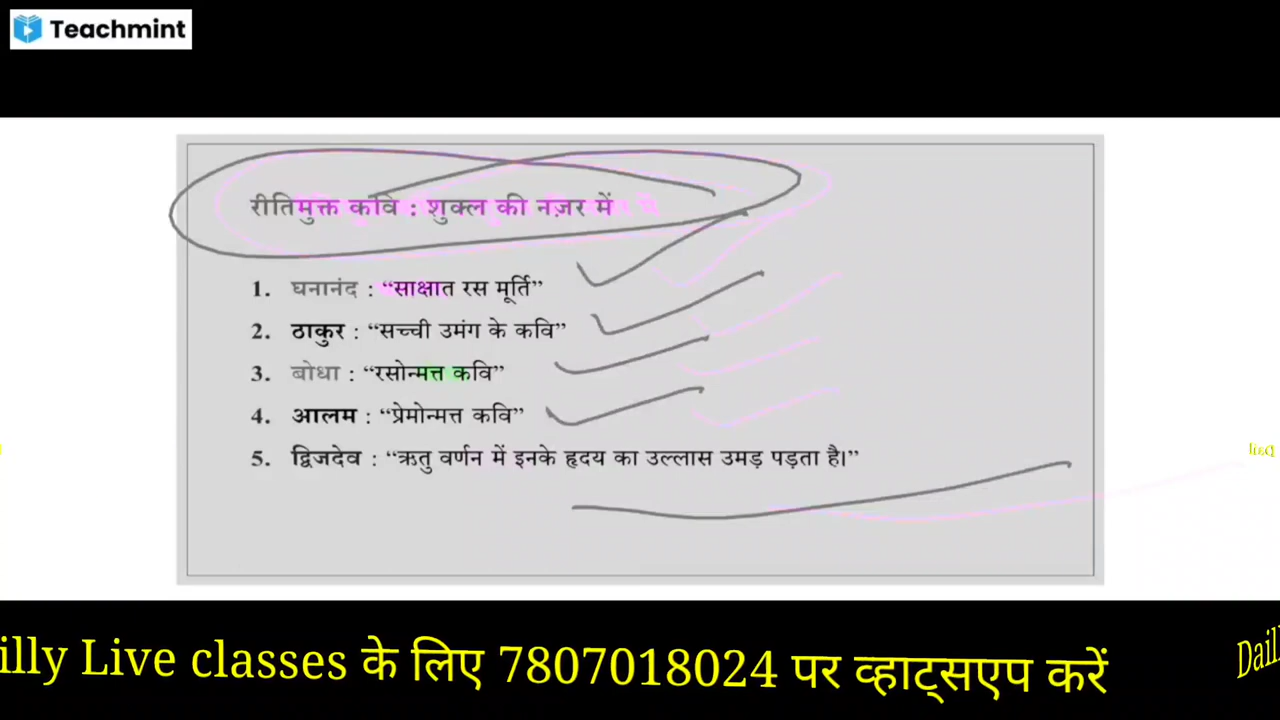 Teachmint
रीतिमुक्त कवि : शुक्ल की नज़र में
1. घनानंद : “साक्षात रस मूर्ति”
2. ठाकुर : “सच्ची उमंग के कवि”
3. बोधा : “रसोन्मत्त कवि”
4. आलम : “प्रेमोन्मत्त कवि”
5. द्विजदेव : “ऋतु वर्णन में इनके हृदय का उल्लास उमड़ पड़ता है।”
illy Live classes के लिए 7807018024 पर व्हाट्सएप करें